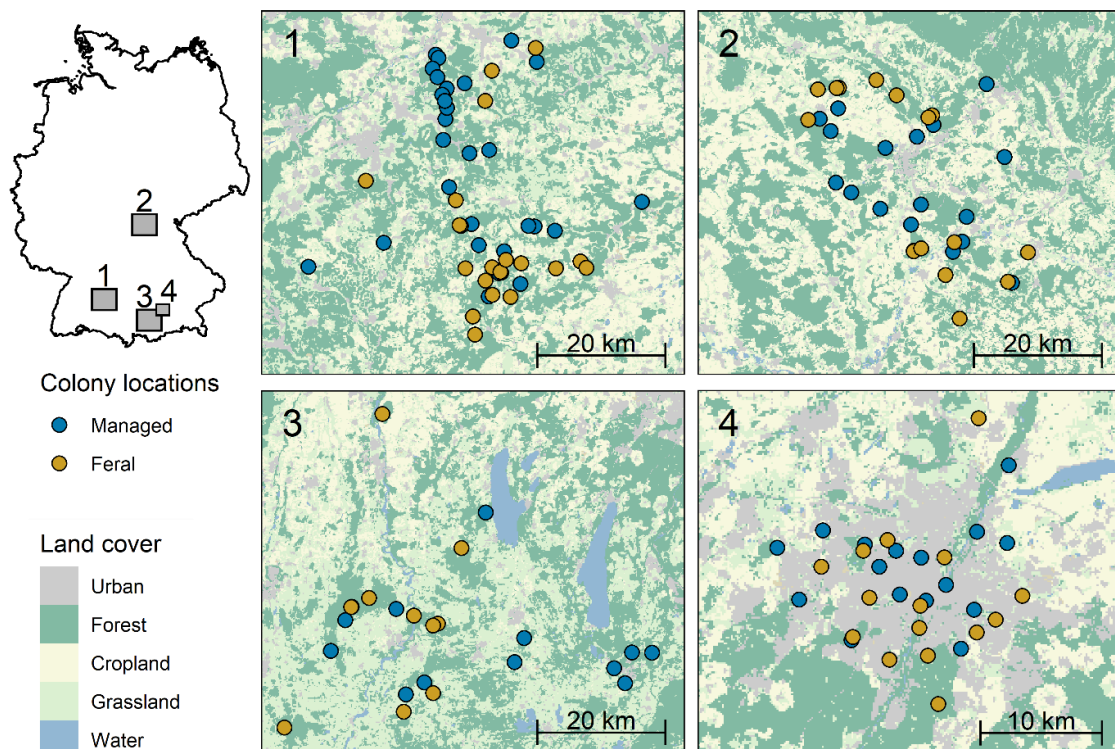 2
1
3
4
Colony locations
Managed
Feral
Land cover
Urban
Forest
Cropland
Grassland
Water
1
20 km
2
20 km
3
20 km
4
10 km